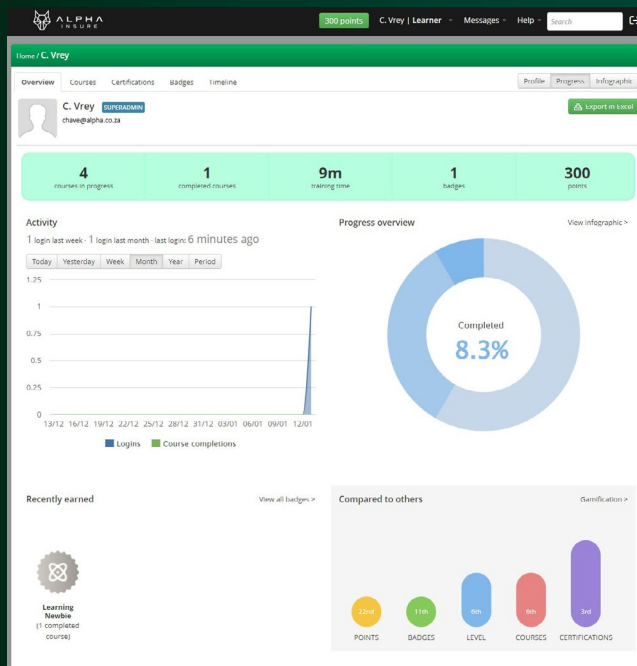 ALPHA
INSURE
300 points
C. Vrey | Learner
Messages
Help
Search
Home / C. Vrey
Overview Courses Certifications Badges Timeline
Profile Progress Infographic
C. Vrey SUPERADMIN
chave@alpha.co.za
Export in Excel
4 1 9m 1 300
courses in progress completed courses training time badges points
Activity
1 login last week · 1 login last month · last login: 6 minutes ago
Today Yesterday Week Month Year Period
1.25
1
0.75
0.5
0.25
0
13/12 16/12 19/12 22/12 25/12 28/12 31/12 03/01 06/01 09/01 12/01
Logins Course completions
Progress overview
View infographic >
Completed
8.3%
Recently earned
View all badges >
Learning
Newbie
(1 completed
course)
Compared to others
Gamification >
22nd 11th 6th 9th 3rd
POINTS BADGES LEVEL COURSES CERTIFICATIONS